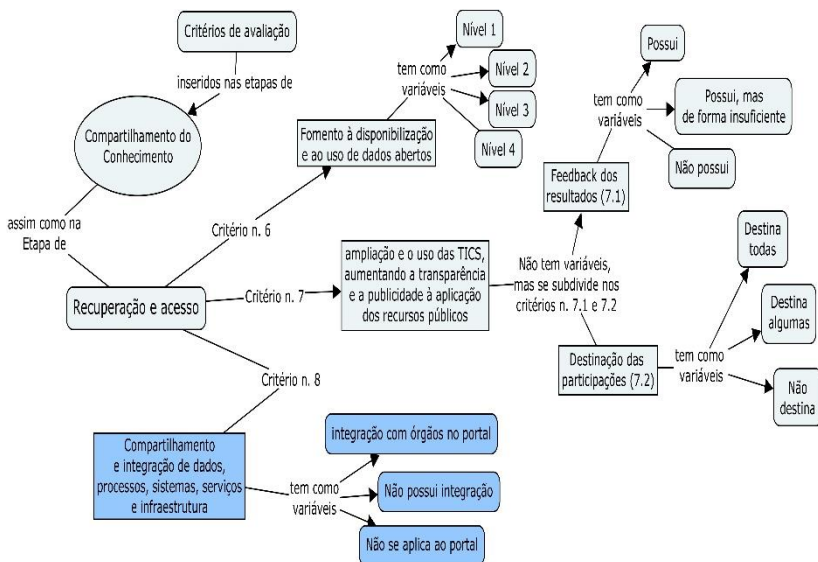 Critérios de avaliação
inseridos nas etapas de
Compartilhamento do
Conhecimento
assim como na
Etapa de
Recuperação e acesso
Critério n. 6
Fomento à disponibilização
e ao uso de dados abertos
tem como
variáveis
Nível 1
Nível 2
Nível 3
Nível 4
Critério n. 7
ampliação e o uso das TICS,
aumentando a transparência
e a publicidade à aplicação
dos recursos públicos
Não tem variáveis,
mas se subdivide nos
critérios n. 7.1 e 7.2
Feedback dos
resultados (7.1)
tem como
variáveis
Possui
Possui, mas
de forma insuficiente
Não possui
Destinação das
participações (7.2)
tem como
variáveis
Destina
todas
Destina
algumas
Não
destina
Critério n. 8
Compartilhamento
e integração de dados,
processos, sistemas, serviços
e infraestrutura
tem como
variáveis
integração com órgãos no portal
Não possui integração
Não se aplica ao portal